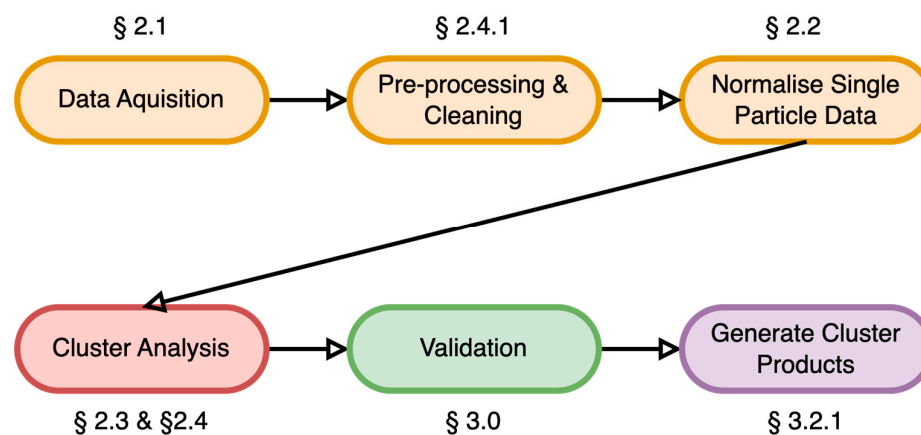 § 2.1
§ 2.4.1
§ 2.2
Data Aquisition
Pre-processing &
Cleaning
Normalise Single
Particle Data
Cluster Analysis
Validation
Generate Cluster
Products
§ 2.3 & §2.4
§ 3.0
§ 3.2.1